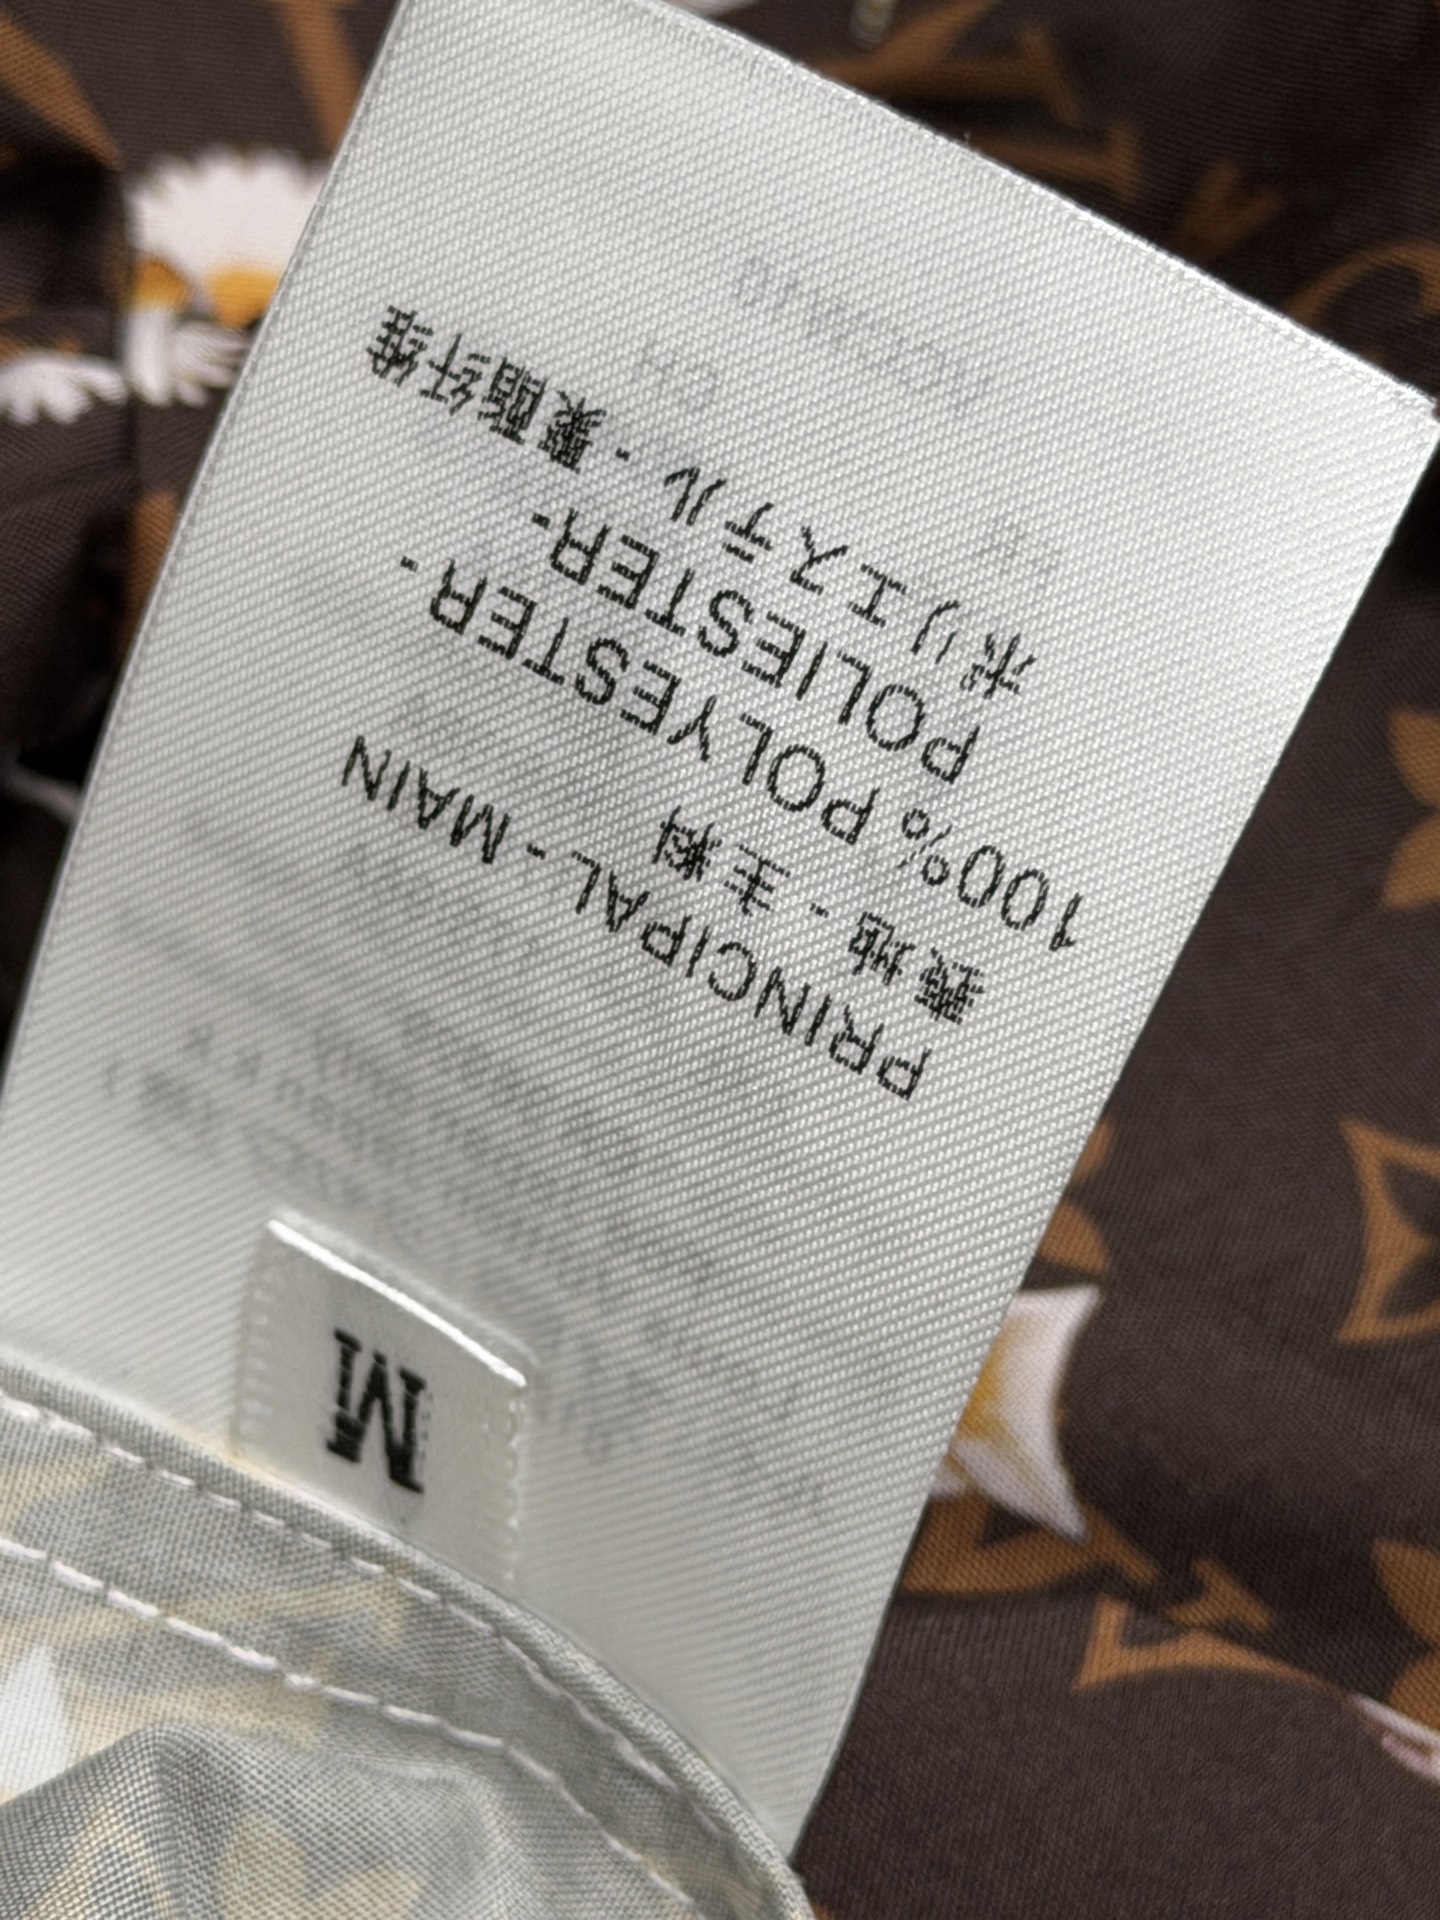 PRINCIPAL - MAIN
表地 - 主料
100% POLYESTER -
POLIESTER-
ポリエステル - 聚酯纤维
M